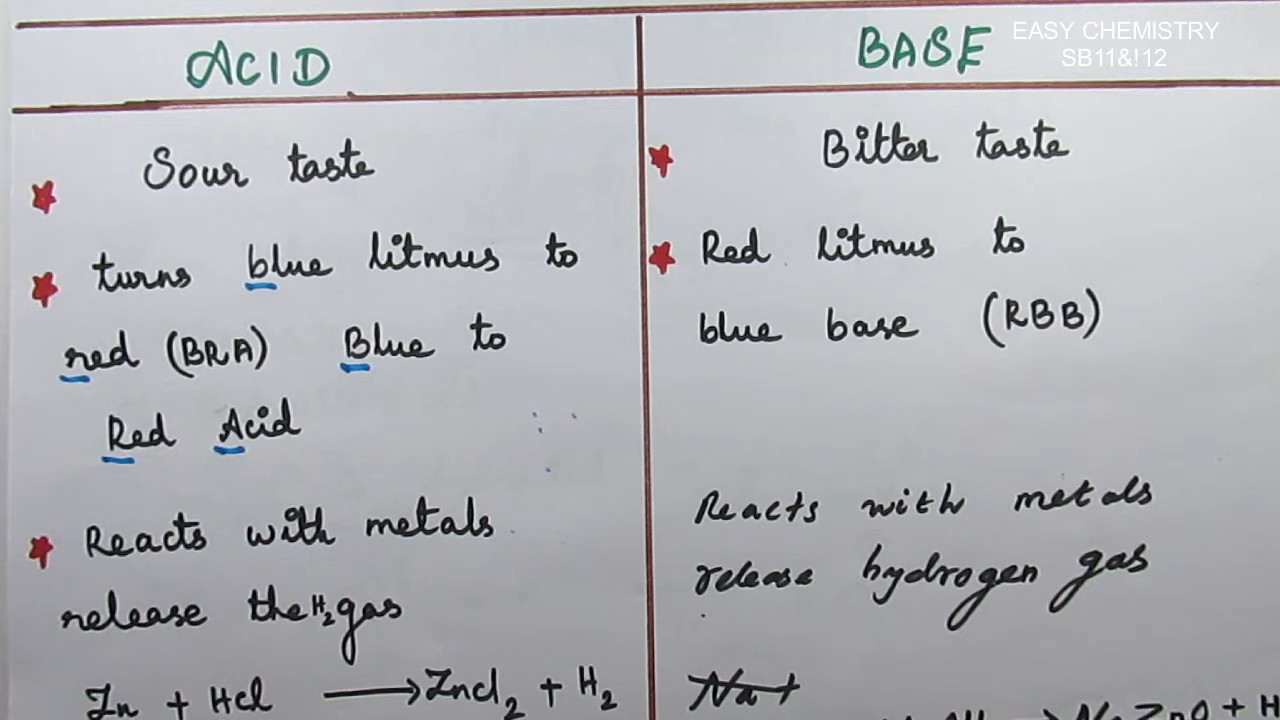 EASY CHEMISTRY
SB11&!12
ACID
Sour taste
turns blue litmus to
red (BRA) Blue to
Red Acid
Reacts with metals
release the H₂ gas
Zn + HCl → ZnCl₂ + H₂
BASE
Bitter taste
Red litmus to
blue base (RBB)
Reacts with metals
release hydrogen gas
Na +